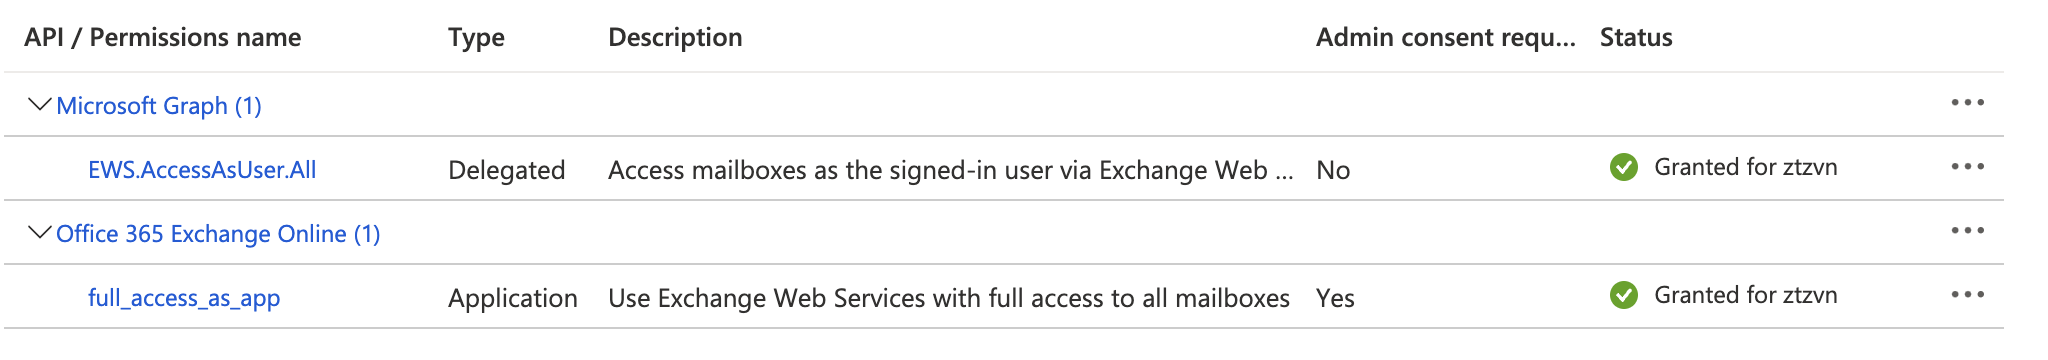 API / Permissions name Type Description Admin consent requ... Status
Microsoft Graph (1)
EWS.AccessAsUser.All Delegated Access mailboxes as the signed-in user via Exchange Web ... No Granted for ztzvn
Office 365 Exchange Online (1)
full_access_as_app Application Use Exchange Web Services with full access to all mailboxes Yes Granted for ztzvn